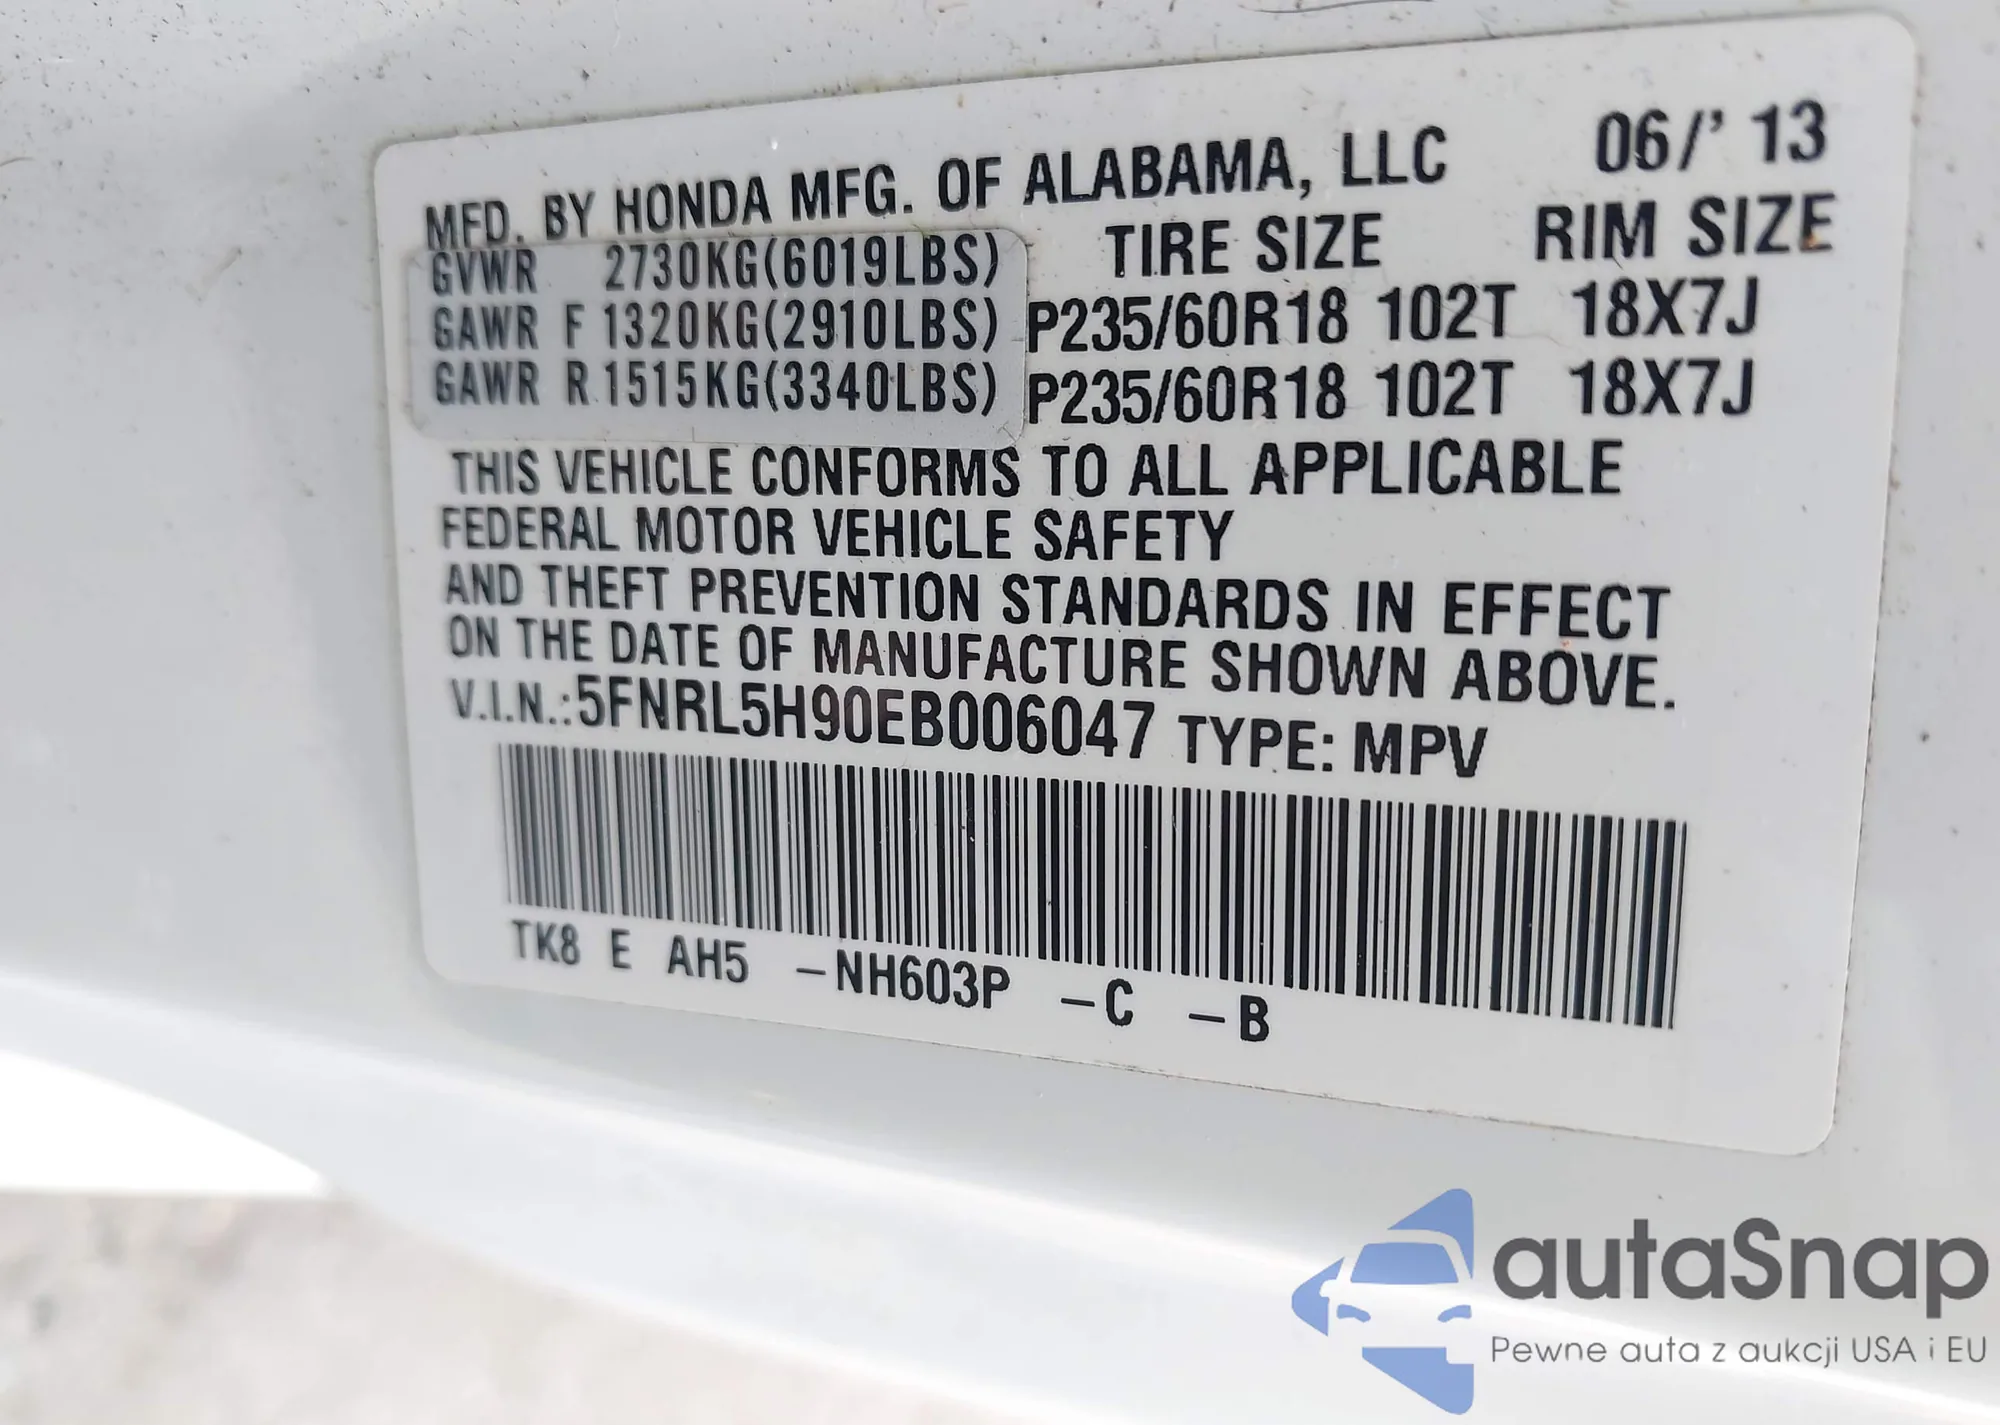 MFD. BY HONDA MFG. OF ALABAMA, LLC 06/' 13
GVWR 2730KG(6019LBS) TIRE SIZE RIM SIZE
GAWR F 1320KG(2910LBS) P235/60R18 102T 18X7J
GAWR R 1515KG(3340LBS) P235/60R18 102T 18X7J
THIS VEHICLE CONFORMS TO ALL APPLICABLE
FEDERAL MOTOR VEHICLE SAFETY
AND THEFT PREVENTION STANDARDS IN EFFECT
ON THE DATE OF MANUFACTURE SHOWN ABOVE.
V.I.N.:5FNRL5H90EB006047 TYPE: MPV
TK8 E AH5 -NH603P -C -B
autaSnap
Pewne auta z aukcji USA i EU